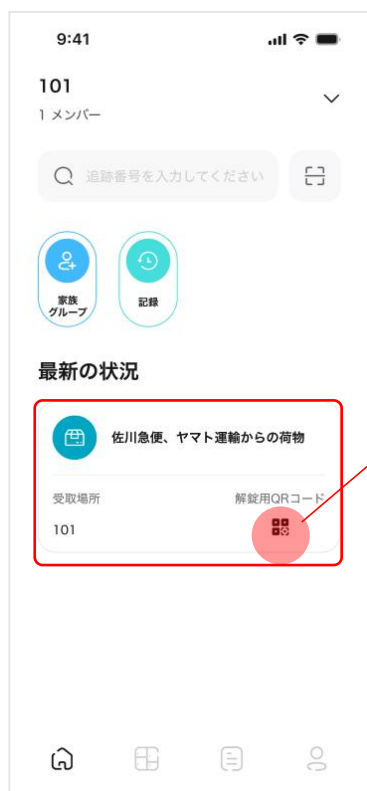 9:41
101
1 メンバー
追跡番号を入力してください
家族
グループ
記録
最新の状況
佐川急便、ヤマト運輸からの荷物
受取場所
解錠用QRコード
101